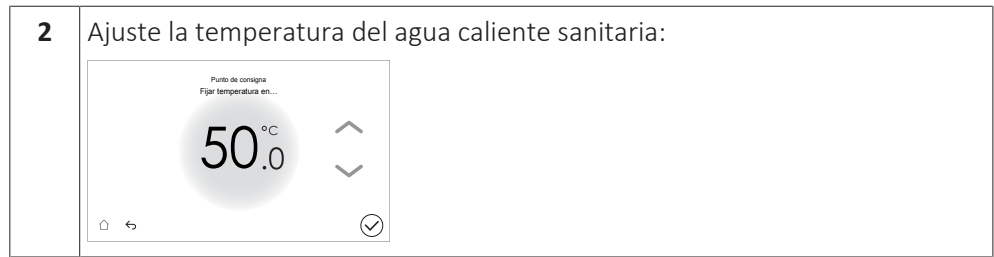 2 Ajuste la temperatura del agua caliente sanitaria:
Punto de consigna
Fijar temperatura en...
50.0 °C